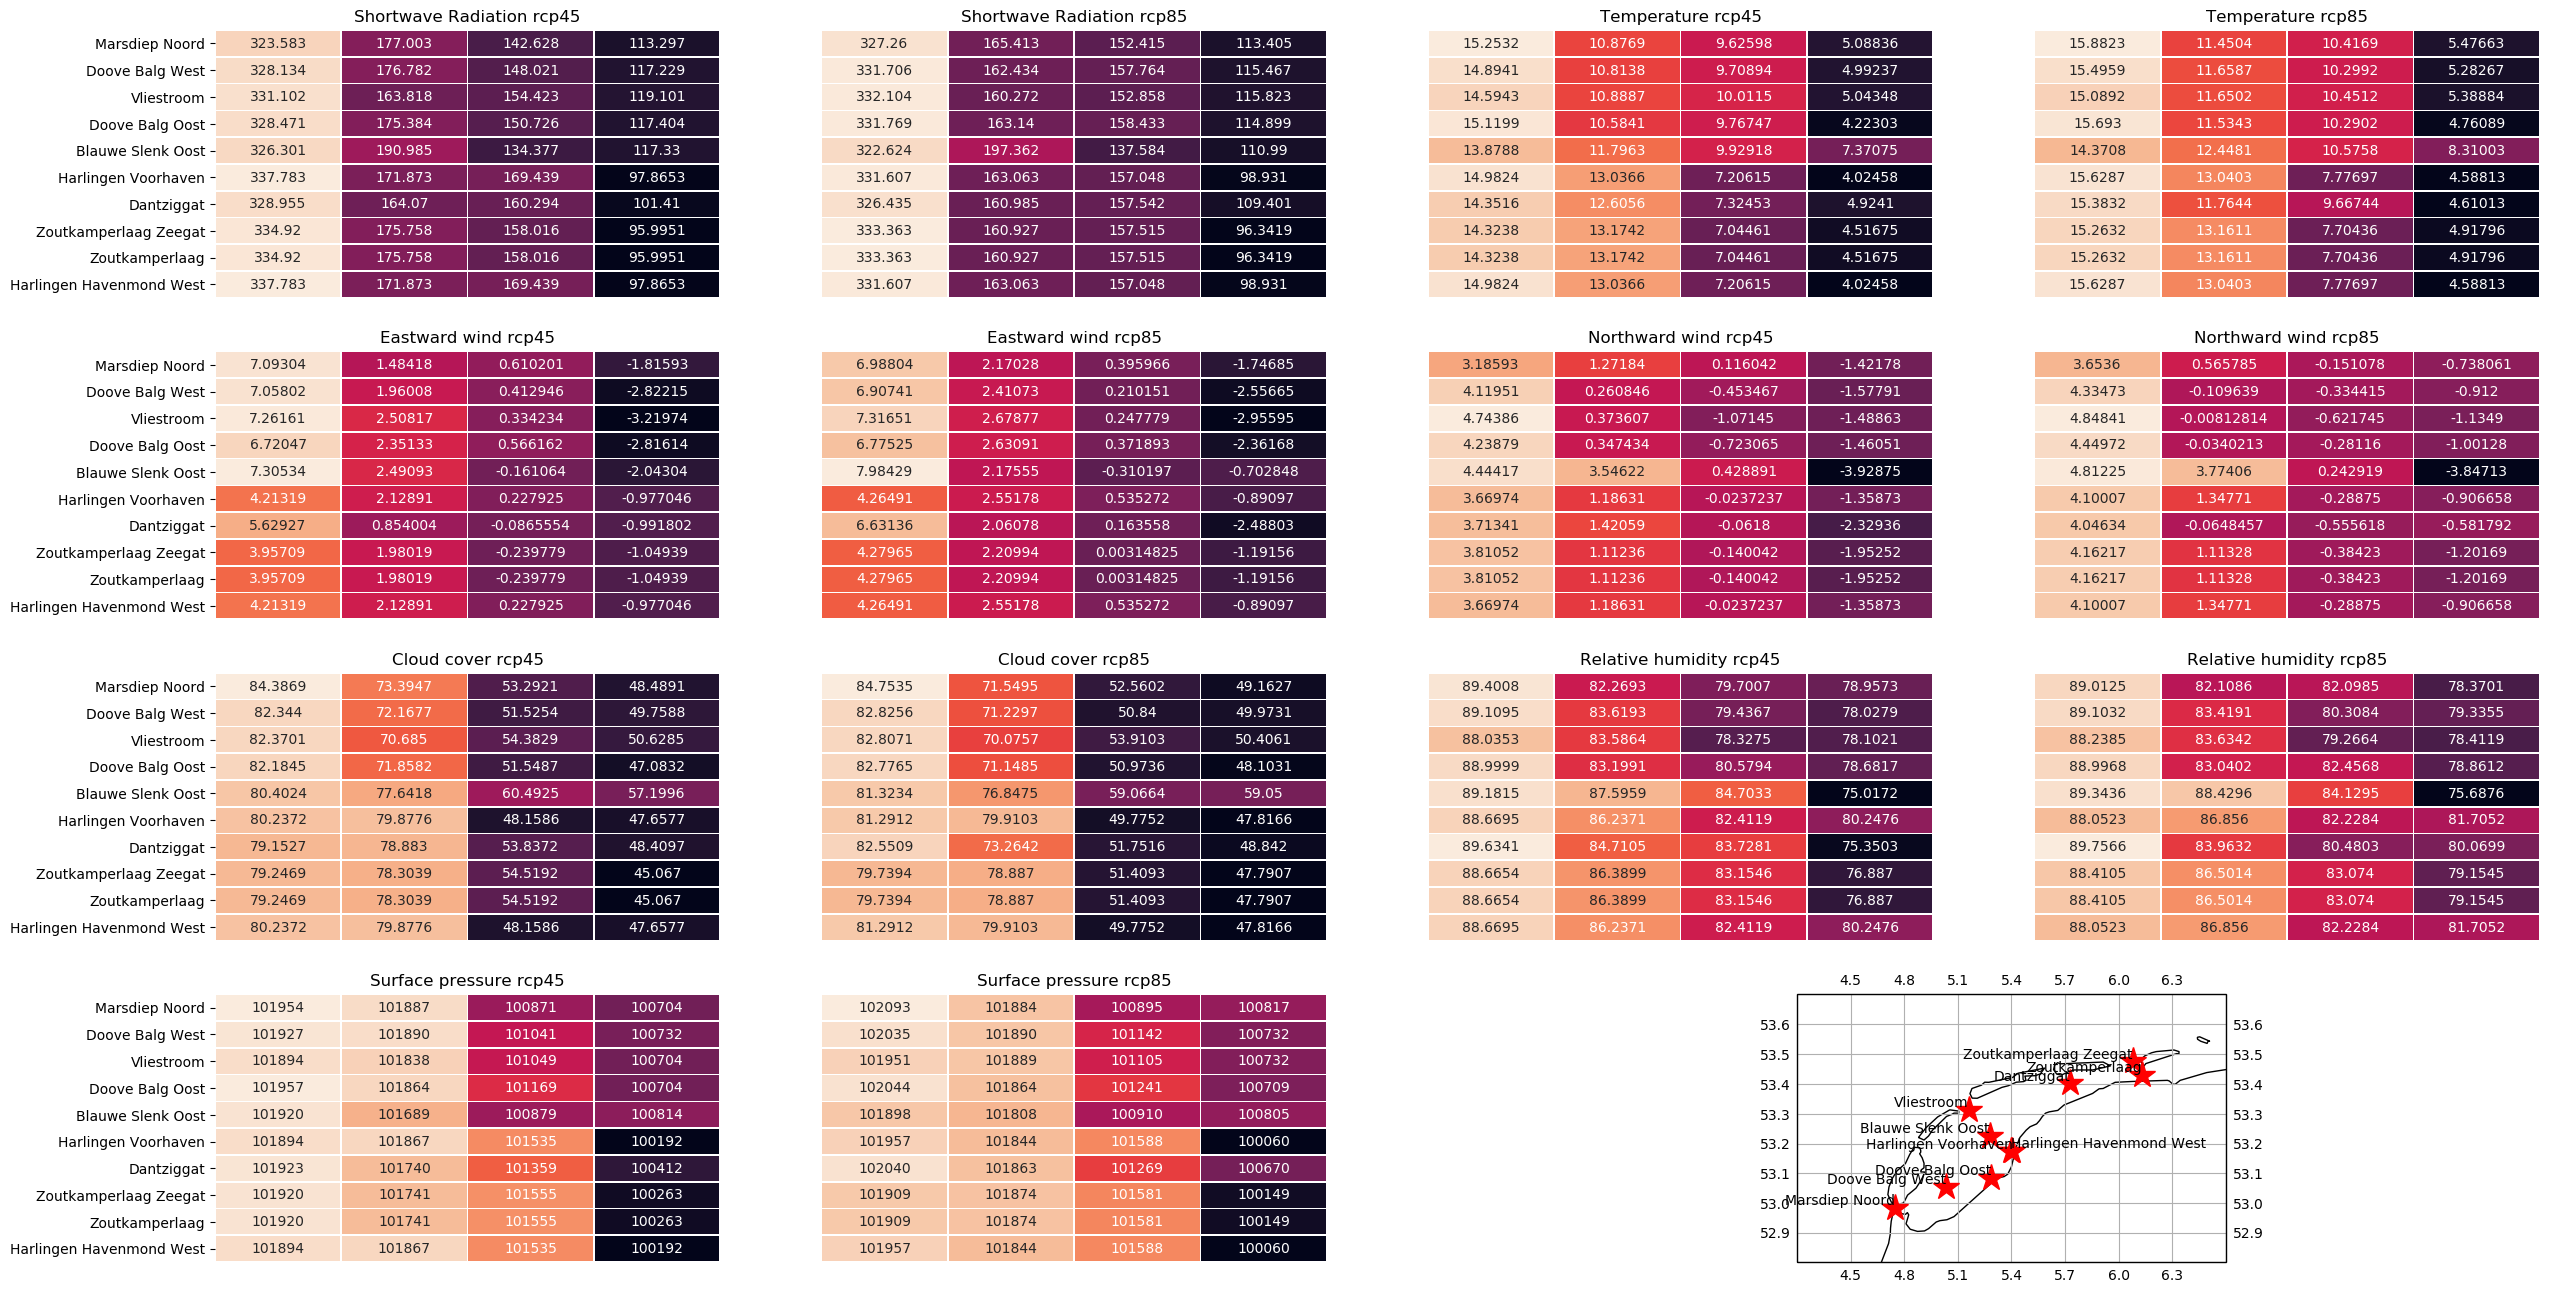 Shortwave Radiation rcp45 Shortwave Radiation rcp85 Temperature rcp45 Temperature rcp85
Marsdiep Noord 323.583 177.003 142.628 113.297 327.26 165.413 152.415 113.405 15.2532 10.8769 9.62598 5.08836 15.8823 11.4504 10.4169 5.47663
Doove Balg West 328.134 176.782 148.021 117.229 331.706 162.434 157.764 115.467 14.8941 10.8138 9.70894 4.99237 15.4959 11.6587 10.2992 5.28267
Vliestroom 331.102 163.818 154.423 119.101 332.104 160.272 152.858 115.823 14.5943 10.8887 10.0115 5.04348 15.0892 11.6502 10.4512 5.38884
Doove Balg Oost 328.471 175.384 150.726 117.404 331.769 163.14 158.433 114.899 15.1199 10.5841 9.76747 4.22303 15.693 11.5343 10.2902 4.76089
Blauwe Slenk Oost 326.301 190.985 134.377 117.33 322.624 197.362 137.584 110.99 13.8788 11.7963 9.92918 7.37075 14.3708 12.4481 10.5758 8.31003
Harlingen Voorhaven 337.783 171.873 169.439 97.8653 331.607 163.063 157.048 98.931 14.9824 13.0366 7.20615 4.02458 15.6287 13.0403 7.77697 4.58813
Dantziggat 328.955 164.07 160.294 101.41 326.435 160.985 157.542 109.401 14.3516 12.6056 7.32453 4.9241 15.3832 11.7644 9.66744 4.61013
Zoutkamperlaag Zeegat 334.92 175.758 158.016 95.9951 333.363 160.927 157.515 96.3419 14.3238 13.1742 7.04461 4.51675 15.2632 13.1611 7.70436 4.91796
Zoutkamperlaag 334.92 175.758 158.016 95.9951 333.363 160.927 157.515 96.3419 14.3238 13.1742 7.04461 4.51675 15.2632 13.1611 7.70436 4.91796
Harlingen Havenmond West 337.783 171.873 169.439 97.8653 331.607 163.063 157.048 98.931 14.9824 13.0366 7.20615 4.02458 15.6287 13.0403 7.77697 4.58813
Eastward wind rcp45 Eastward wind rcp85 Northward wind rcp45 Northward wind rcp85
Marsdiep Noord 7.09304 1.48418 0.610201 -1.81593 6.98804 2.17028 0.395966 -1.74685 3.18593 1.27184 0.116042 -1.42178 3.6536 0.565785 -0.151078 -0.738061
Doove Balg West 7.05802 1.96008 0.412946 -2.82215 6.90741 2.41073 0.210151 -2.55665 4.11951 0.260846 -0.453467 -1.57791 4.33473 -0.109639 -0.334415 -0.912
Vliestroom 7.26161 2.50817 0.334234 -3.21974 7.31651 2.67877 0.247779 -2.95595 4.74386 0.373607 -1.07145 -1.48863 4.84841 -0.00812814 -0.621745 -1.1349
Doove Balg Oost 6.72047 2.35133 0.566162 -2.81614 6.77525 2.63091 0.371893 -2.36168 4.23879 0.347434 -0.723065 -1.46051 4.44972 -0.0340213 -0.28116 -1.00128
Blauwe Slenk Oost 7.30534 2.49093 -0.161064 -2.04304 7.98429 2.17555 -0.310197 -0.702848 4.44417 3.54622 0.428891 -3.92875 4.81225 3.77406 0.242919 -3.84713
Harlingen Voorhaven 4.21319 2.12891 0.227925 -0.977046 4.26491 2.55178 0.535272 -0.89097 3.66974 1.18631 -0.0237237 -1.35873 4.10007 1.34771 -0.28875 -0.906658
Dantziggat 5.62927 0.854004 -0.0865554 -0.991802 6.63136 2.06078 0.163558 -2.48803 3.71341 1.42059 -0.0618 -2.32936 4.04634 -0.0648457 -0.555618 -0.581792
Zoutkamperlaag Zeegat 3.95709 1.98019 -0.239779 -1.04939 4.27965 2.20994 0.00314825 -1.19156 3.81052 1.11236 -0.140042 -1.95252 4.16217 1.11328 -0.38423 -1.20169
Zoutkamperlaag 3.95709 1.98019 -0.239779 -1.04939 4.27965 2.20994 0.00314825 -1.19156 3.81052 1.11236 -0.140042 -1.95252 4.16217 1.11328 -0.38423 -1.20169
Harlingen Havenmond West 4.21319 2.12891 0.227925 -0.977046 4.26491 2.55178 0.535272 -0.89097 3.66974 1.18631 -0.0237237 -1.35873 4.10007 1.34771 -0.28875 -0.906658
Cloud cover rcp45 Cloud cover rcp85 Relative humidity rcp45 Relative humidity rcp85
Marsdiep Noord 84.3869 73.3947 53.2921 48.4891 84.7535 71.5495 52.5602 49.1627 89.4008 82.2693 79.7007 78.9573 89.0125 82.1086 82.0985 78.3701
Doove Balg West 82.344 72.1677 51.5254 49.7588 82.8256 71.2297 50.84 49.9731 89.1095 83.6193 79.4367 78.0279 89.1032 83.4191 80.3084 79.3355
Vliestroom 82.3701 70.685 54.3829 50.6285 82.8071 70.0757 53.9103 50.4061 88.0353 83.5864 78.3275 78.1021 88.2385 83.6342 79.2664 78.4119
Doove Balg Oost 82.1845 71.8582 51.5487 47.0832 82.7765 71.1485 50.9736 48.1031 88.9999 83.1991 80.5794 78.6817 88.9968 83.0402 82.4568 78.8612
Blauwe Slenk Oost 80.4024 77.6418 60.4925 57.1996 81.3234 76.8475 59.0664 59.05 89.1815 87.5959 84.7033 75.0172 89.3436 88.4296 84.1295 75.6876
Harlingen Voorhaven 80.2372 79.8776 48.1586 47.6577 81.2912 79.9103 49.7752 47.8166 88.6695 86.2371 82.4119 80.2476 88.0523 86.856 82.2284 81.7052
Dantziggat 79.1527 78.883 53.8372 48.4097 82.5509 73.2642 51.7516 48.842 89.6341 84.7105 83.7281 75.3503 89.7566 83.9632 80.4803 80.0699
Zoutkamperlaag Zeegat 79.2469 78.3039 54.5192 45.067 79.7394 78.887 51.4093 47.7907 88.6654 86.3899 83.1546 76.887 88.4105 86.5014 83.074 79.1545
Zoutkamperlaag 79.2469 78.3039 54.5192 45.067 79.7394 78.887 51.4093 47.7907 88.6654 86.3899 83.1546 76.887 88.4105 86.5014 83.074 79.1545
Harlingen Havenmond West 80.2372 79.8776 48.1586 47.6577 81.2912 79.9103 49.7752 47.8166 88.6695 86.2371 82.4119 80.2476 88.0523 86.856 82.2284 81.7052
Surface pressure rcp45 Surface pressure rcp85
Marsdiep Noord 101954 101887 100871 100704 102093 101884 100895 100817
Doove Balg West 101927 101890 101041 100732 102035 101890 101142 100732
Vliestroom 101894 101838 101049 100704 101951 101889 101105 100732
Doove Balg Oost 101957 101864 101169 100704 102044 101864 101241 100709
Blauwe Slenk Oost 101920 101689 100879 100814 101898 101808 100910 100805
Harlingen Voorhaven 101894 101867 101535 100192 101957 101844 101588 100060
Dantziggat 101923 101740 101359 100412 102040 101863 101269 100670
Zoutkamperlaag Zeegat 101920 101741 101555 100263 101909 101874 101581 100149
Zoutkamperlaag 101920 101741 101555 100263 101909 101874 101581 100149
Harlingen Havenmond West 101894 101867 101535 100192 101957 101844 101588 100060
4.5 4.8 5.1 5.4 5.7 6.0 6.3
53.6 53.6
53.5 Zoutkamperlaag Zeegat 53.5
Zoutkamperlaag
53.4 Dantziggat 53.4
Vliestroom
53.3 53.3
Blauwe Slenk Oost
53.2 Harlingen Voorhaven Harlingen Havenmond West 53.2
53.1 Doove Balg Oost 53.1
Doove Balg West
53.0 Marsdiep Noord 53.0
52.9 52.9
4.5 4.8 5.1 5.4 5.7 6.0 6.3